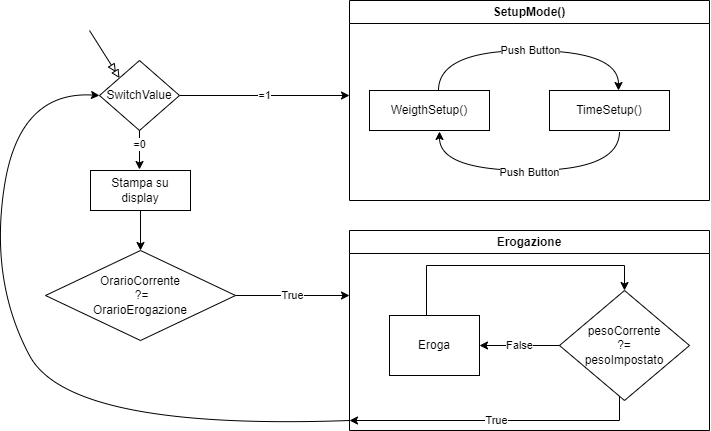 SetupMode()
Push Button
SwitchValue
=1
WeigthSetup()
TimeSetup()
=0
Push Button
Stampa su
display
Erogazione
OrarioCorrente
?=
OrarioErogazione
True
Eroga
False
pesoCorrente
?=
pesoImpostato
True